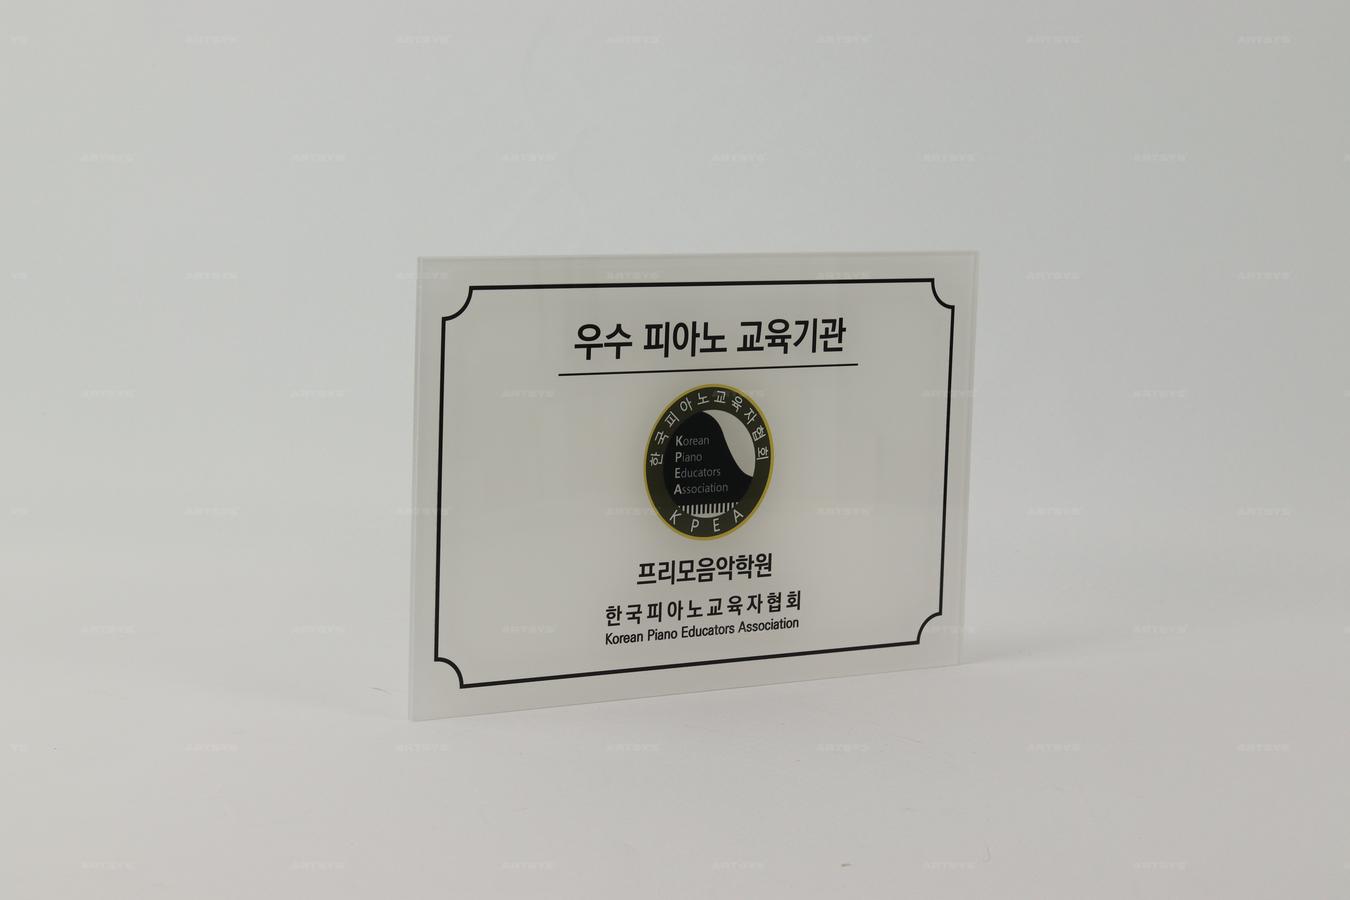 우수 피아노 교육기관
한국피아노교육자협회
Korean
Piano
Educators
Association
KPEA
프리모음악학원
한국피아노교육자협회
Korean Piano Educators Association
ARTSYS